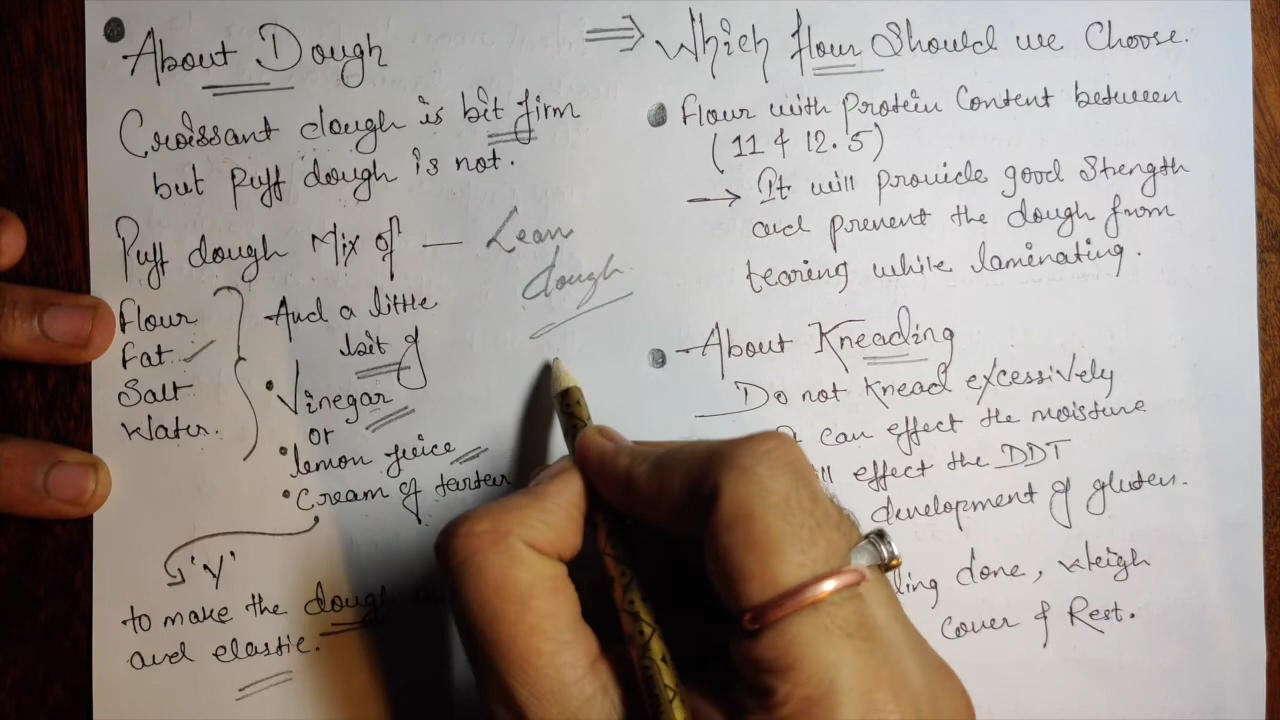 About Dough
Croissant dough is bit firm
but puff dough is not.
Puff dough Mix of — Lean
dough
Flour
Fat
Salt
Water.
And a little
bit of
Vinegar
or
lemon juice
Cream of tarter
'Y'
to make the dough
and elastic.
⇒ Which flour Should we Choose.
Flour with Protein Content between
(11 & 12.5)
→ It will provide good Strength
and prevent the dough from
tearing while laminating.
About Kneading
Do not knead excessively
can effect the moisture
effect the DDT
development of gluten.
done, weigh
Cover & Rest.